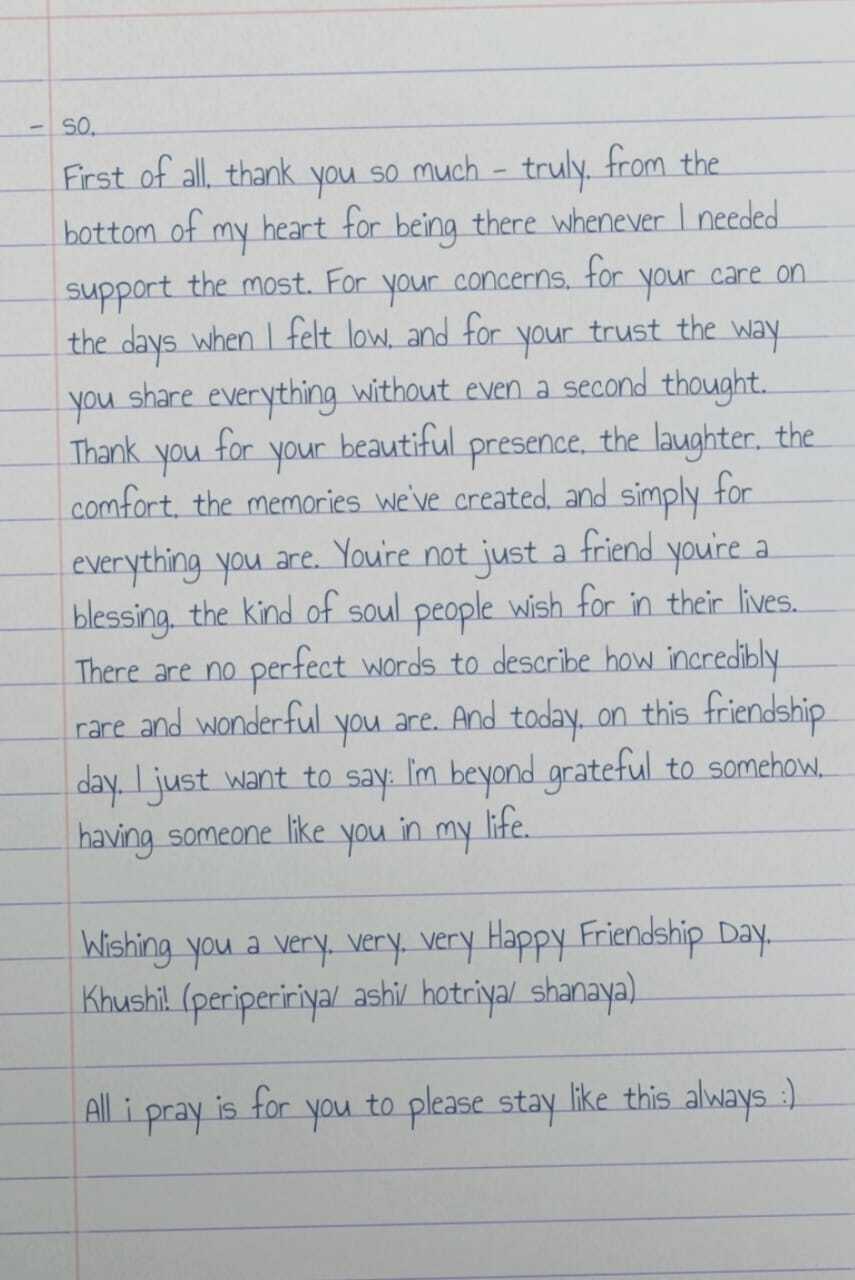 - so,
First of all, thank you so much - truly, from the
bottom of my heart for being there whenever I needed
support the most. For your concerns, for your care on
the days when I felt low, and for your trust the way
you share everything without even a second thought.
Thank you for your beautiful presence, the laughter, the
comfort, the memories we've created, and simply for
everything you are. You're not just a friend you're a
blessing, the kind of soul people wish for in their lives.
There are no perfect words to describe how incredibly
rare and wonderful you are. And today, on this friendship
day, I just want to say: I'm beyond grateful to somehow,
having someone like you in my life.
Wishing you a very, very, very Happy Friendship Day,
Khushi! (peripeririya/ ashi/ hotriya/ shanaya)
All i pray is for you to please stay like this always :)